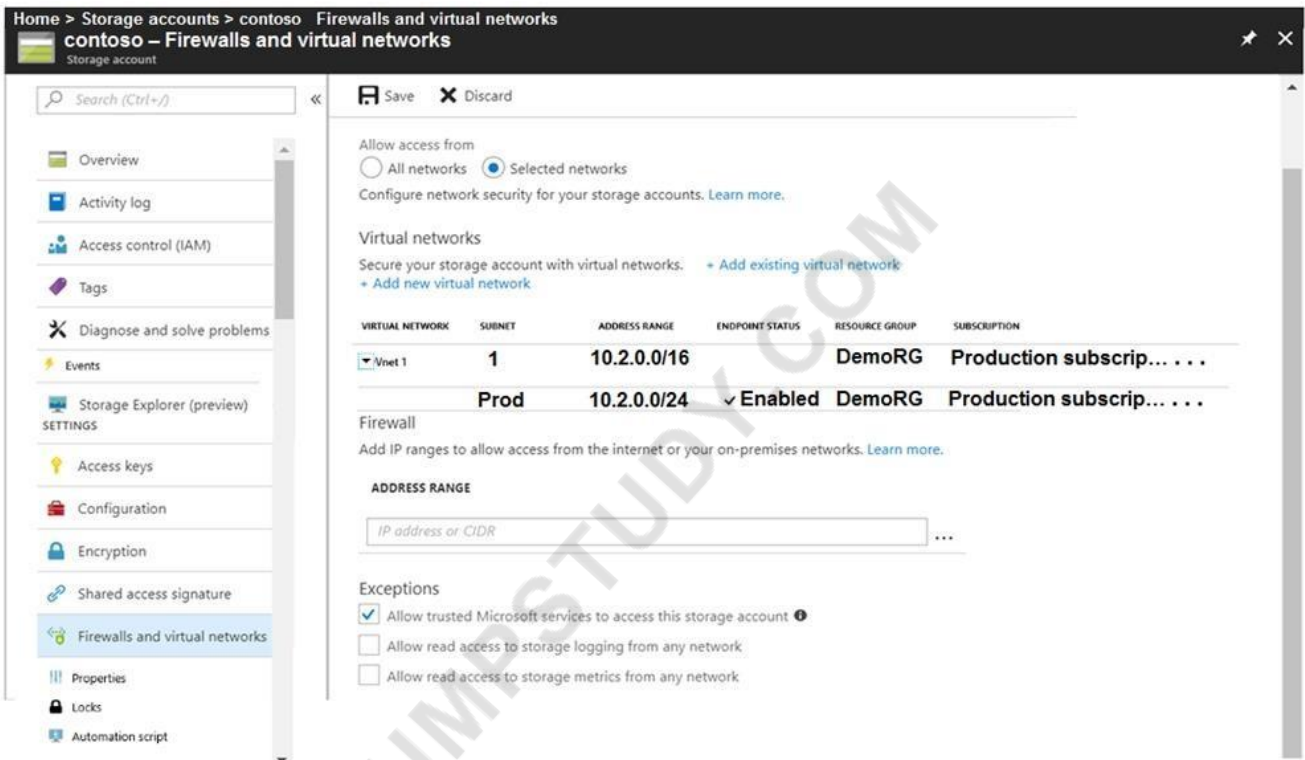 Home > Storage accounts > contoso Firewalls and virtual networks
contoso – Firewalls and virtual networks
Storage account
Search (Ctrl+/)
«
Overview
Activity log
Access control (IAM)
Tags
Diagnose and solve problems
Events
Storage Explorer (preview)
SETTINGS
Access keys
Configuration
Encryption
Shared access signature
Firewalls and virtual networks
Properties
Locks
Automation script
Save Discard
Allow access from
All networks Selected networks
Configure network security for your storage accounts. Learn more.
Virtual networks
Secure your storage account with virtual networks. + Add existing virtual network
+ Add new virtual network
VIRTUAL NETWORK SUBNET ADDRESS RANGE ENDPOINT STATUS RESOURCE GROUP SUBSCRIPTION
Vnet 1 1 10.2.0.0/16 DemoRG Production subscrip... . . .
Prod 10.2.0.0/24 Enabled DemoRG Production subscrip... . . .
Firewall
Add IP ranges to allow access from the internet or your on-premises networks. Learn more.
ADDRESS RANGE
IP address or CIDR ...
Exceptions
Allow trusted Microsoft services to access this storage account
Allow read access to storage logging from any network
Allow read access to storage metrics from any network
UMPSTUDY.COM